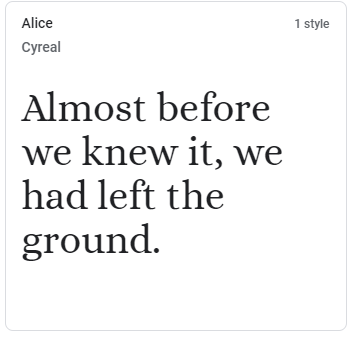 Alice 1 style
Cyreal
Almost before
we knew it, we
had left the
ground.